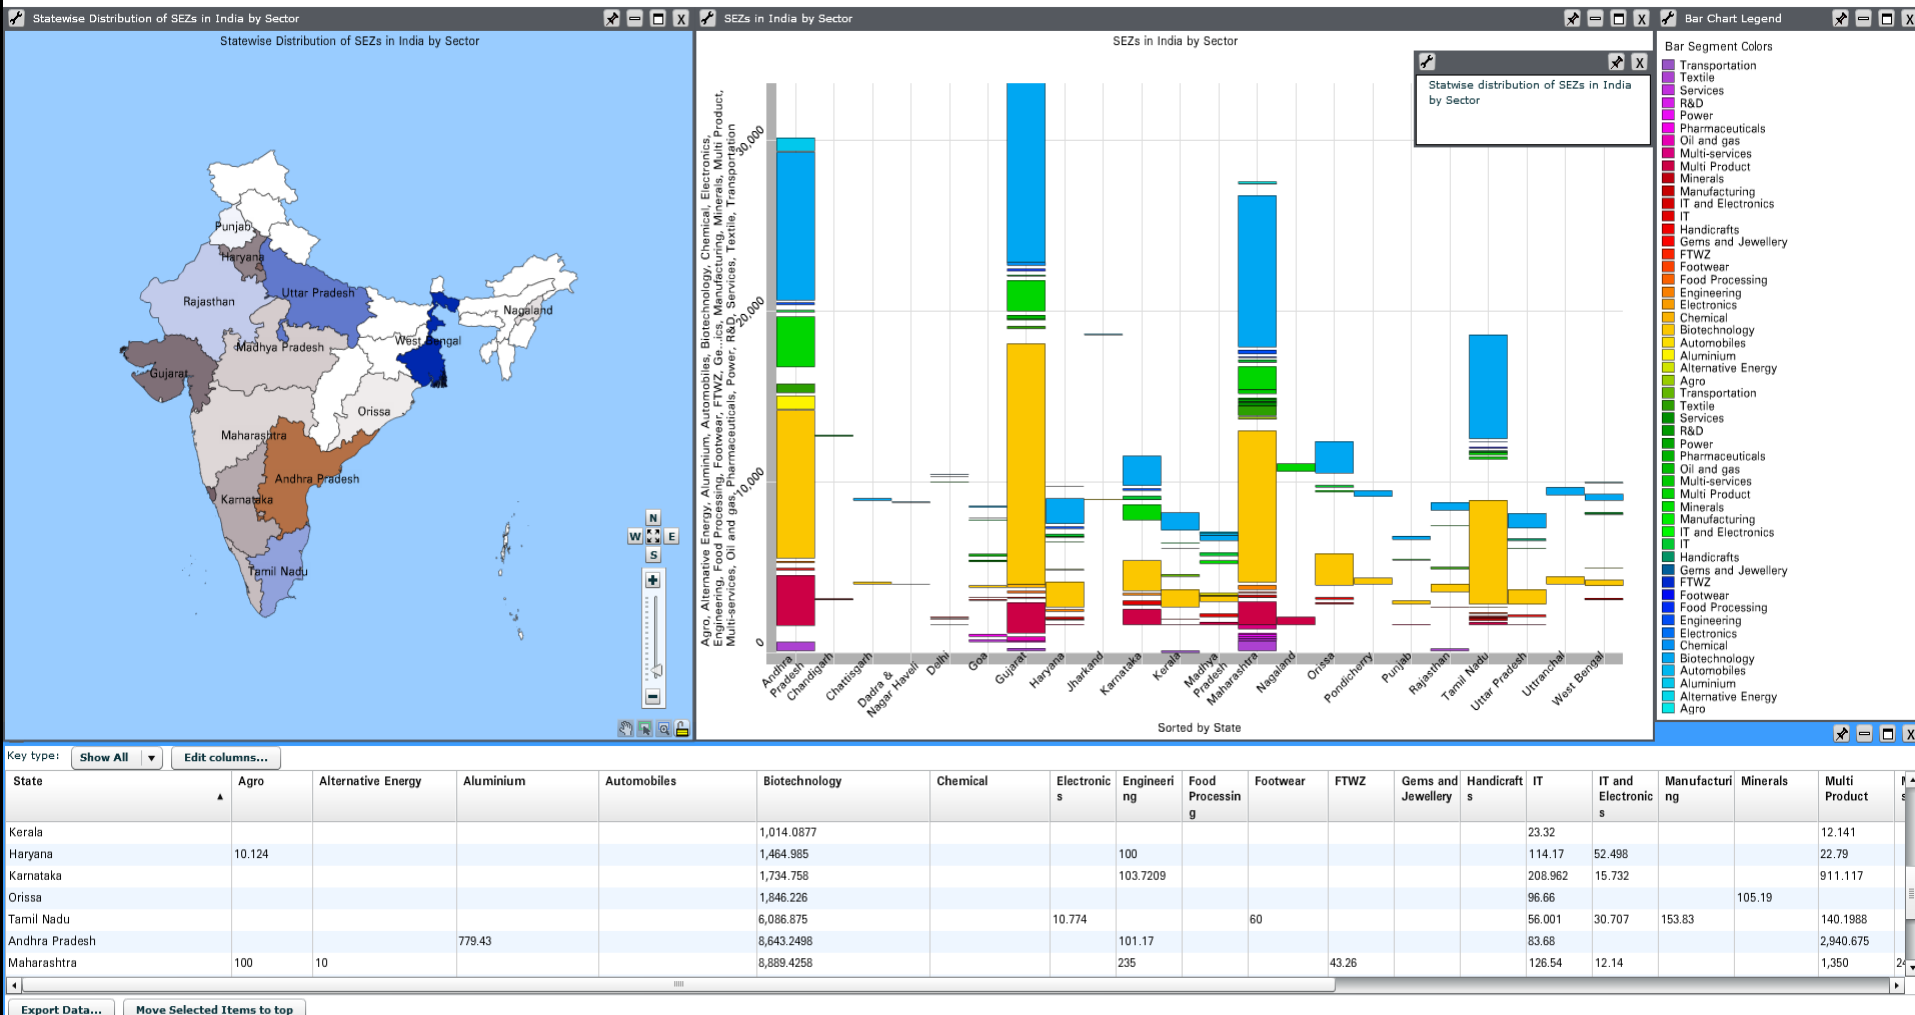 Statewise Distribution of SEZs in India by Sector
Statewise Distribution of SEZs in India by Sector
Punjab
Haryana
Rajasthan
Uttar Pradesh
Nagaland
Madhya Pradesh
West Bengal
Gujarat
Orissa
Maharashtra
Andhra Pradesh
Karnataka
Tamil Nadu
N
W
E
S
SEZs in India by Sector
SEZs in India by Sector
Statwise distribution of SEZs in India
by Sector
Agro, Alternative Energy, Aluminium, Automobiles, Biotechnology, Chemical, Electronics,
Engineering, Food Processing, Footwear, FTWZ, Ge...ics, Manufacturing, Minerals, Multi Product,
Multi-services, Oil and gas, Pharmaceuticals, Power, R&D, Services, Textile, Transportation
30,000
20,000
10,000
0
Andhra
Pradesh
Chandigarh
Chattisgarh
Dadra &
Nagar Haveli
Delhi
Goa
Gujarat
Haryana
Jharkand
Karnataka
Kerala
Madhya
Pradesh
Maharashtra
Nagaland
Orissa
Pondicherry
Punjab
Rajasthan
Tamil Nadu
Uttar Pradesh
Uttranchal
West Bengal
Sorted by State
Bar Chart Legend
Bar Segment Colors
Transportation
Textile
Services
R&D
Power
Pharmaceuticals
Oil and gas
Multi-services
Multi Product
Minerals
Manufacturing
IT and Electronics
IT
Handicrafts
Gems and Jewellery
FTWZ
Footwear
Food Processing
Engineering
Electronics
Chemical
Biotechnology
Automobiles
Aluminium
Alternative Energy
Agro
Transportation
Textile
Services
R&D
Power
Pharmaceuticals
Oil and gas
Multi-services
Multi Product
Minerals
Manufacturing
IT and Electronics
IT
Handicrafts
Gems and Jewellery
FTWZ
Footwear
Food Processing
Engineering
Electronics
Chemical
Biotechnology
Automobiles
Aluminium
Alternative Energy
Agro
Key type: Show All Edit columns...
State Agro Alternative Energy Aluminium Automobiles Biotechnology Chemical Electronic Engineeri Food Footwear FTWZ Gems and Handicraft IT IT and Manufacturi Minerals Multi
s ng Processin Jewellery s Electronic ng Product
g s
Kerala 1,014.0877 23.32 12.141
Haryana 10.124 1,464.985 100 114.17 52.498 22.79
Karnataka 1,734.758 103.7209 208.962 15.732 911.117
Orissa 1,846.226 96.66 105.19
Tamil Nadu 6,086.875 10.774 60 56.001 30.707 153.83 140.1988
Andhra Pradesh 779.43 8,643.2498 101.17 83.68 2,940.675
Maharashtra 100 10 8,889.4258 235 43.26 126.54 12.14 1,350
Export Data... Move Selected Items to top